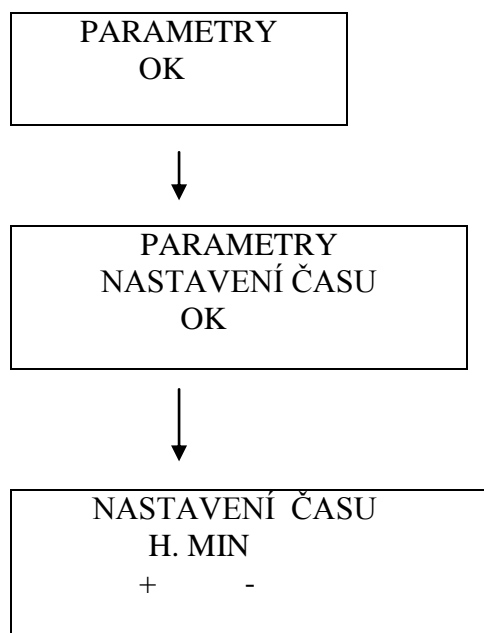 PARAMETRY
OK
PARAMETRY
NASTAVENÍ ČASU
OK
NASTAVENÍ ČASU
H. MIN
+ -